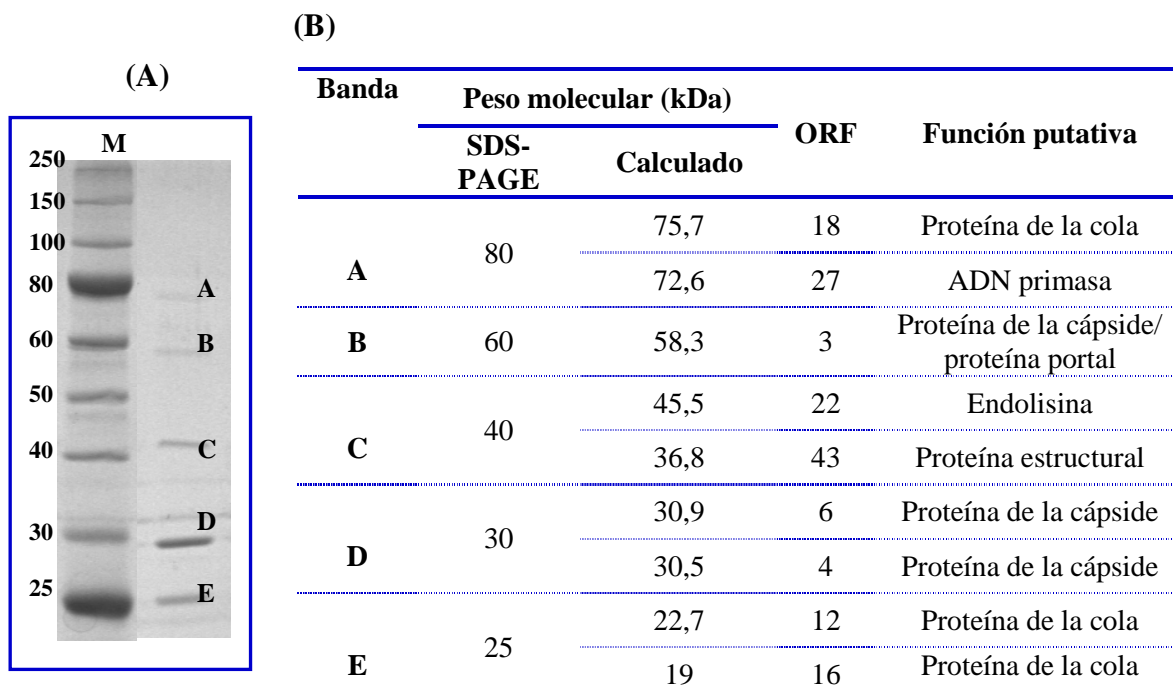 (A)
M
250
150
100
80
60
50
40
30
25
A
B
C
D
E
(B)
Banda
Peso molecular (kDa)
ORF
Función putativa
SDS-
PAGE
Calculado
A
80
75,7 18 Proteína de la cola
72,6 27 ADN primasa
B 60 58,3 3 Proteína de la cápside/
proteína portal
C
40
45,5 22 Endolisina
36,8 43 Proteína estructural
D
30
30,9 6 Proteína de la cápside
30,5 4 Proteína de la cápside
E
25
22,7 12 Proteína de la cola
19 16 Proteína de la cola